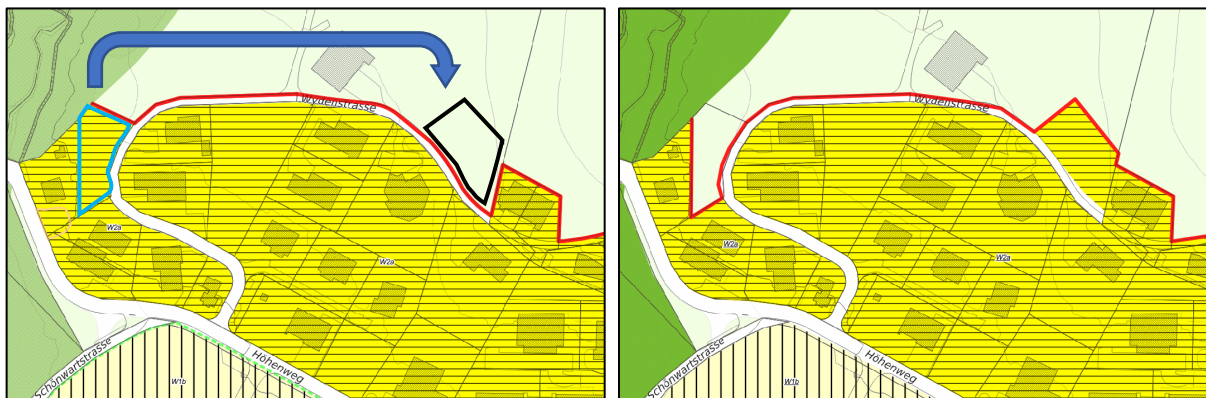 Wydenstrasse
W2a
W2a
Höhenweg
Schönwartstrasse
W1b
Wydenstrasse
W2a
W2a
Höhenweg
Schönwartstrasse
W1b